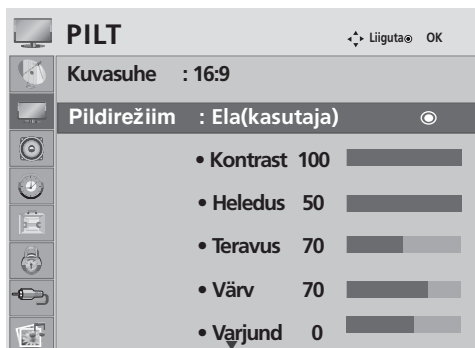 PILT Liiguta OK
Kuvasuhe : 16:9
Pildirežiim : Ela(kasutaja)
• Kontrast 100
• Heledus 50
• Teravus 70
• Värv 70
• Varjund 0